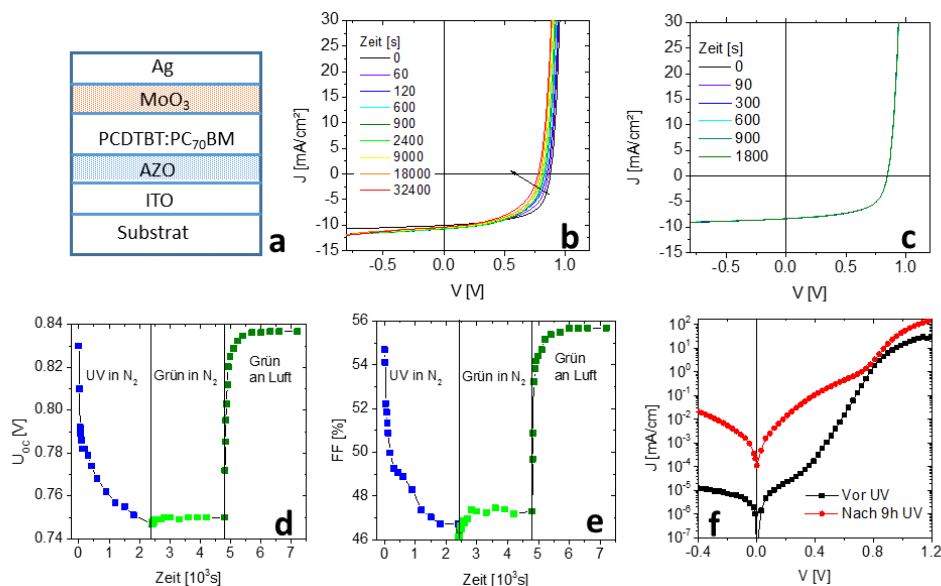 Ag
MoO₃
PCDTBT:PC₇₀BM
AZO
ITO
Substrat
a
30
25
20
15
10
5
0
-5
-10
15
J [mA/cm²]
Zeit [s]
0
60
120
600
900
2400
9000
18000
32400
-0.5
0.0
0.5
1.0
V [V]
b
30
25
20
15
10
5
0
-5
-10
15
J [mA/cm²]
Zeit [s]
0
90
300
600
900
1800
-0.5
0.0
0.5
1.0
V [V]
c
0.84
0.82
0.80
0.78
0.76
0.74
U₀c [V]
UV in N₂
Grün in N₂
Grün
an Luft
0 1 2 3 4 5 6 7
Zeit [10³s]
d
56
54
52
50
48
46
FF [%]
UV in N₂
Grün in N₂
Grün
an Luft
0 1 2 3 4 5 6 7
Zeit [10³s]
e
10²
10¹
10⁰
10⁻¹
10⁻²
10⁻³
10⁻⁴
10⁻⁵
10⁻⁶
10⁻⁷
J [mA/cm]
Vor UV
Nach 9h UV
-0.4 0.0 0.4 0.8 1.2
V [V]
f